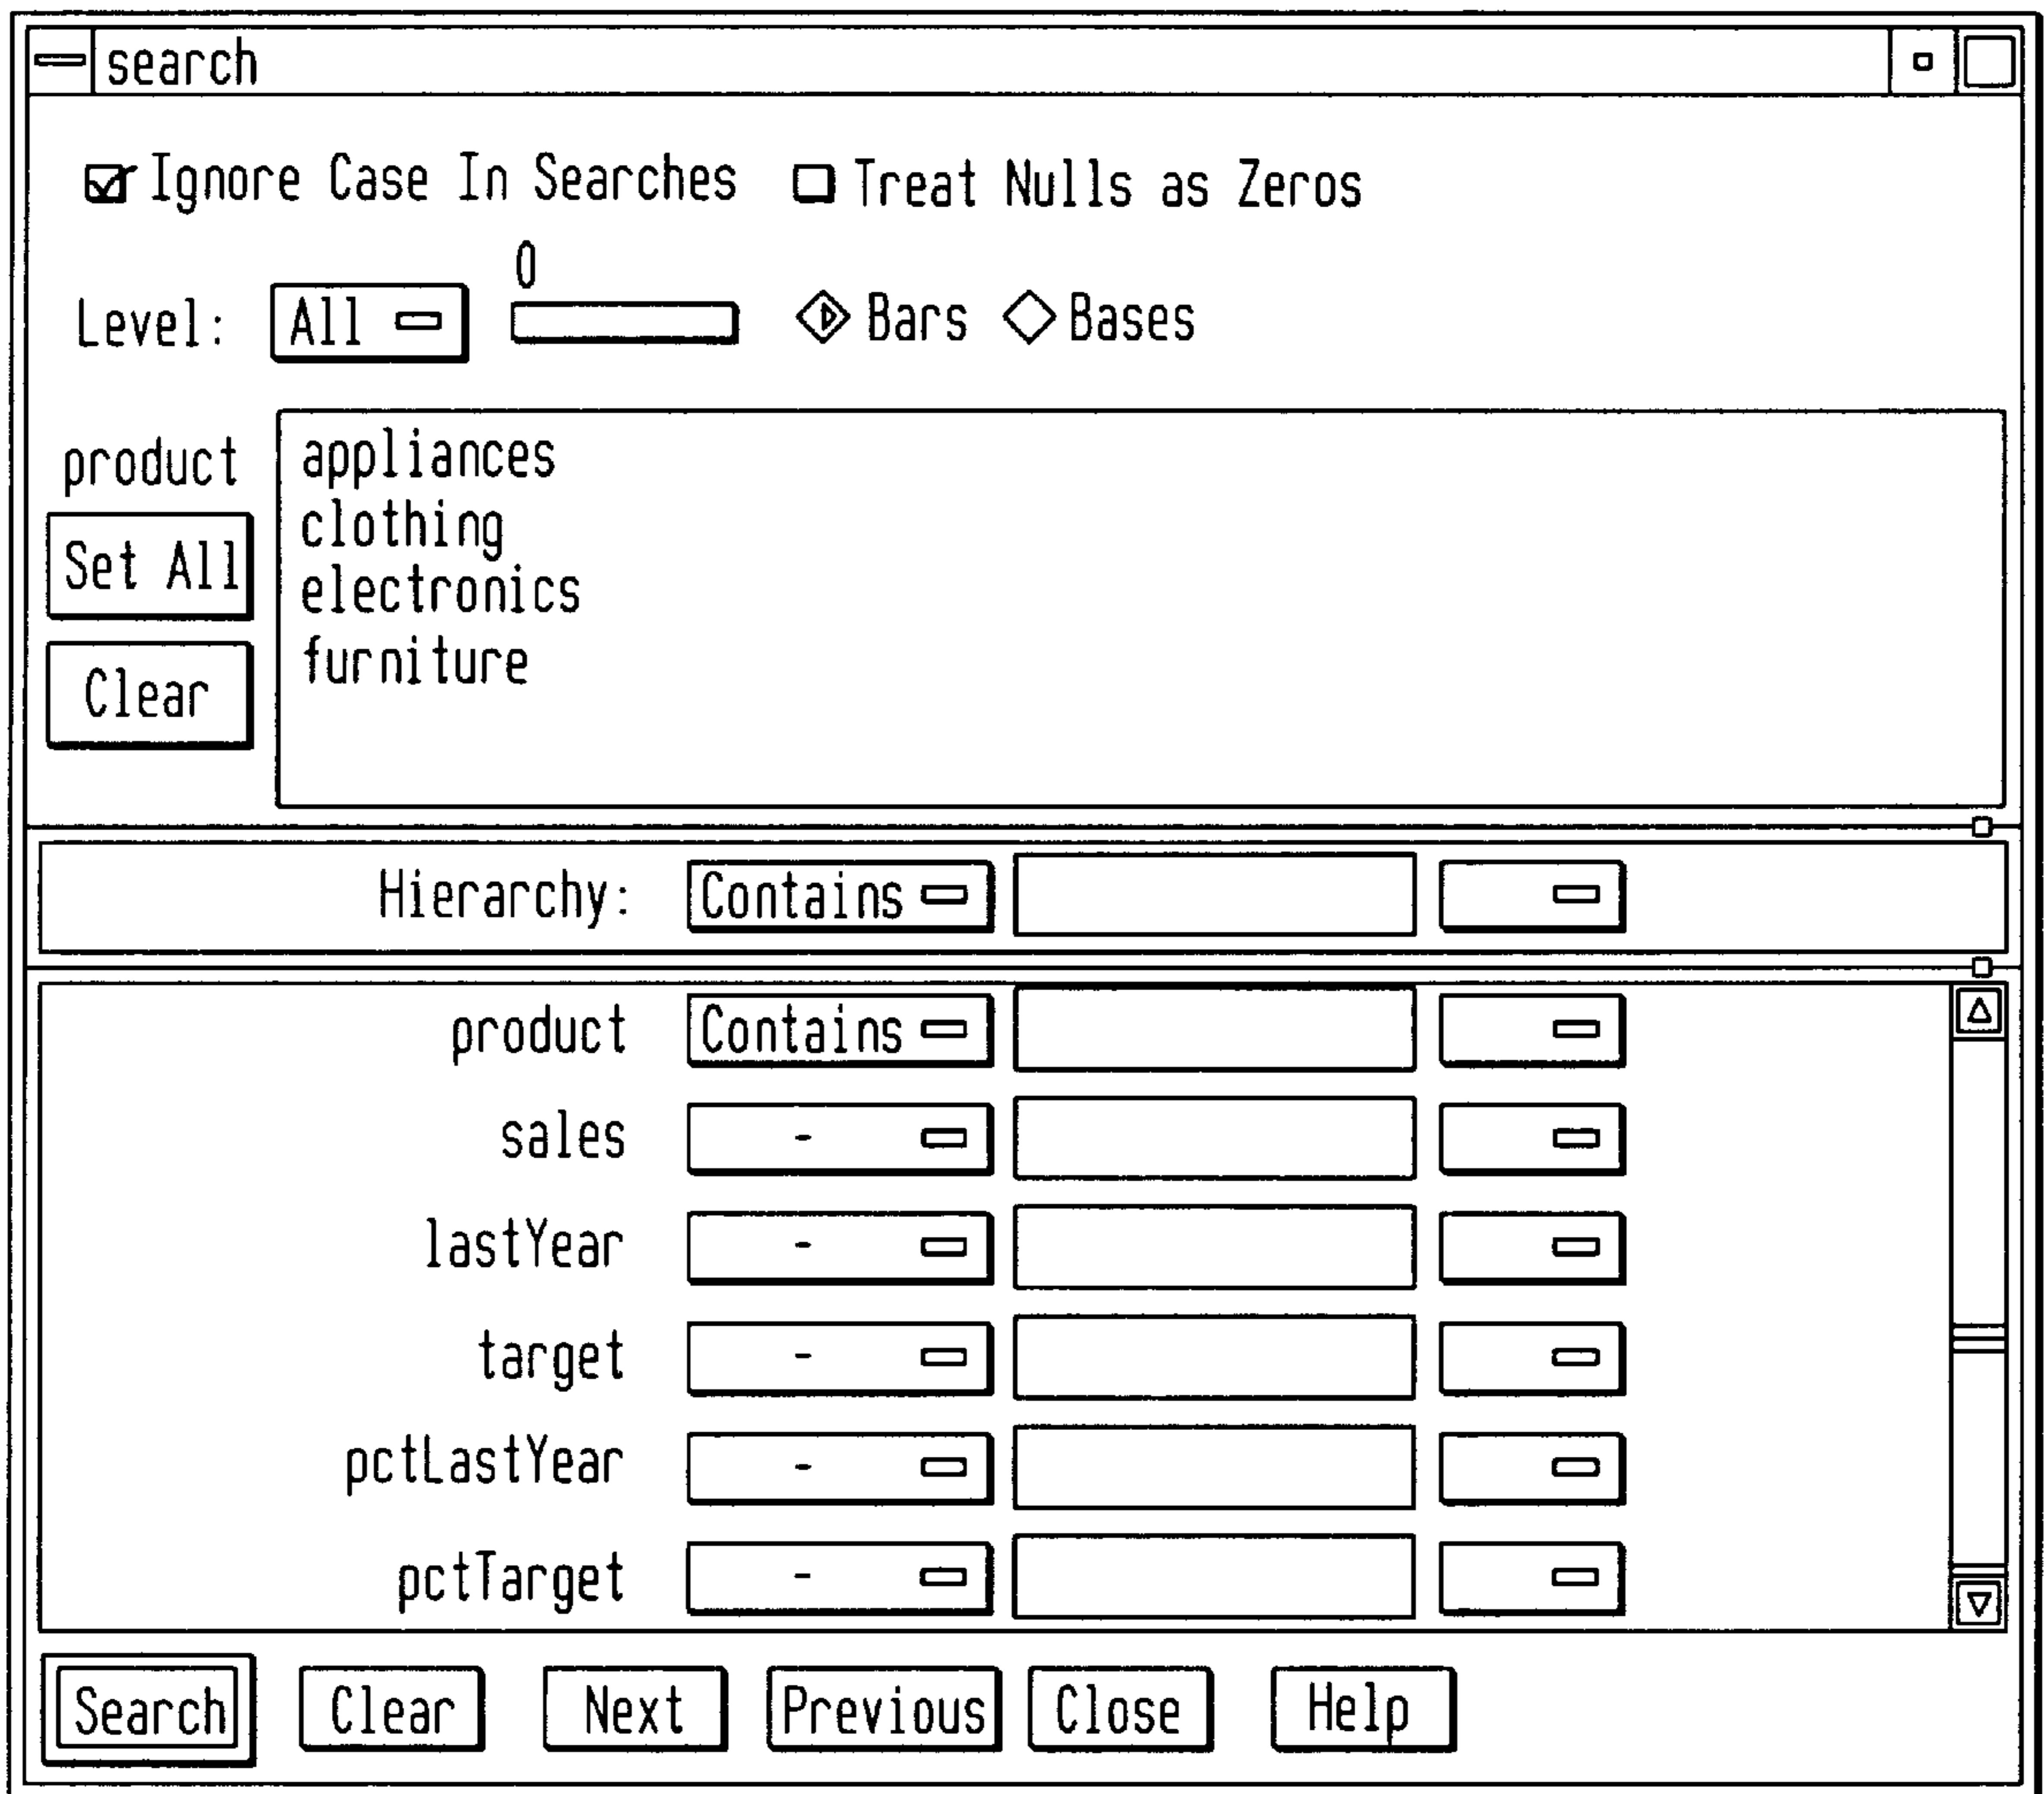 search
Ignore Case In Searches Treat Nulls as Zeros
0
Level: All Bars Bases
product
Set All
Clear
appliances
clothing
electronics
furniture
Hierarchy: Contains
product Contains
sales -
lastYear -
target -
pctLastYear -
pctTarget -
Search Clear Next Previous Close Help